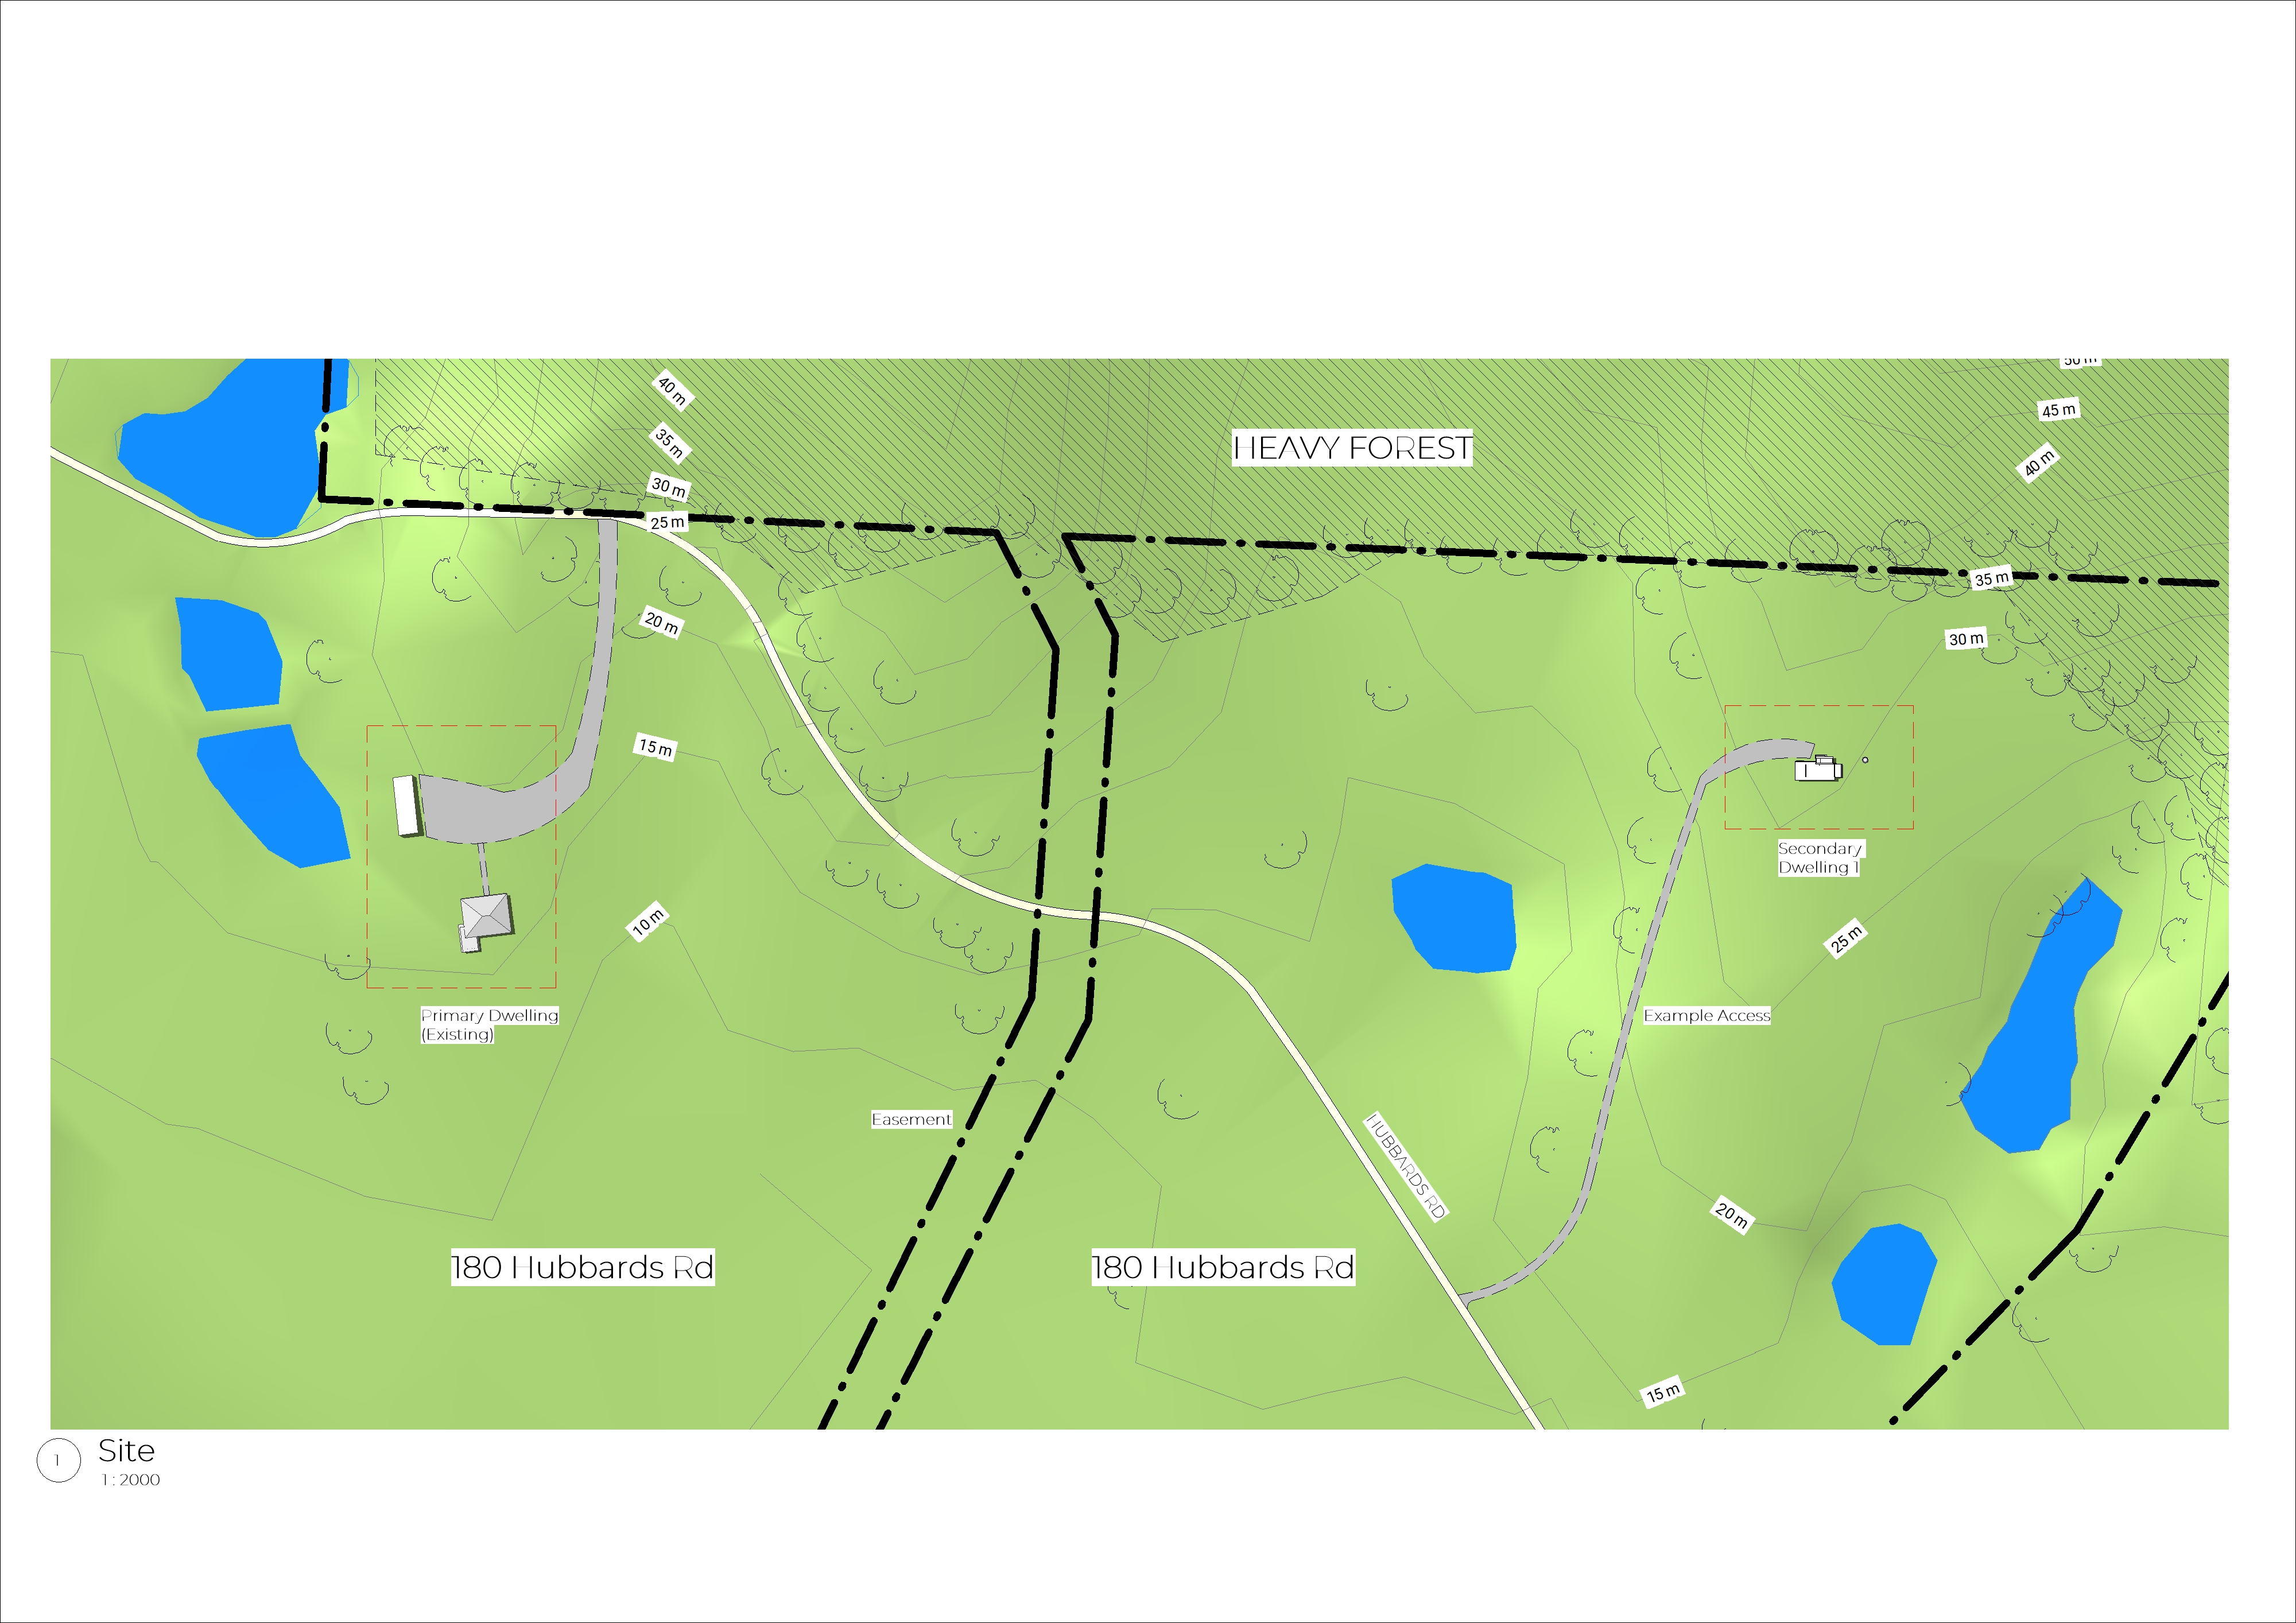 50 m
40 m
45 m
35 m
HEAVY FOREST
40 m
30 m
25 m
35 m
20 m
30 m
15 m
Secondary
Dwelling 1
10 m
25 m
Primary Dwelling
(Existing)
Example Access
Easement
HUBBARDS RD
20 m
180 Hubbards Rd
180 Hubbards Rd
15 m
1
Site
1 : 2000